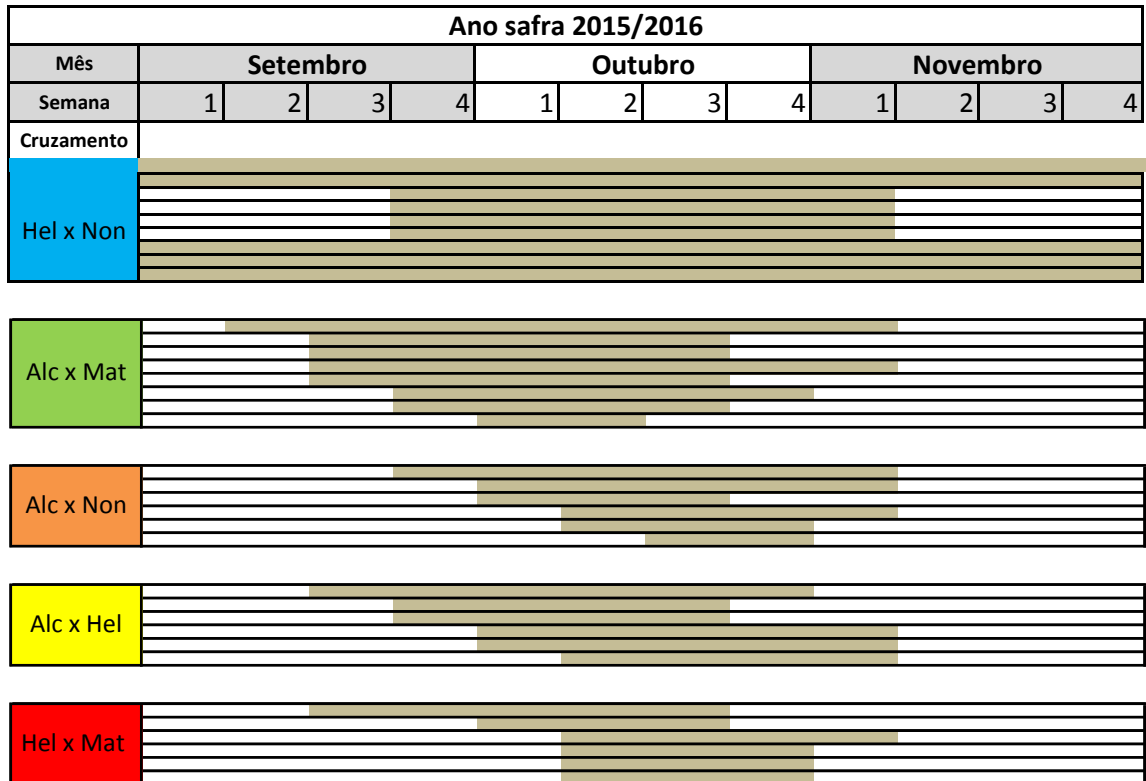 Ano safra 2015/2016
Mês Setembro Outubro Novembro
Semana 1 2 3 4 1 2 3 4 1 2 3 4
Cruzamento
Hel x Non
Alc x Mat
Alc x Non
Alc x Hel
Hel x Mat